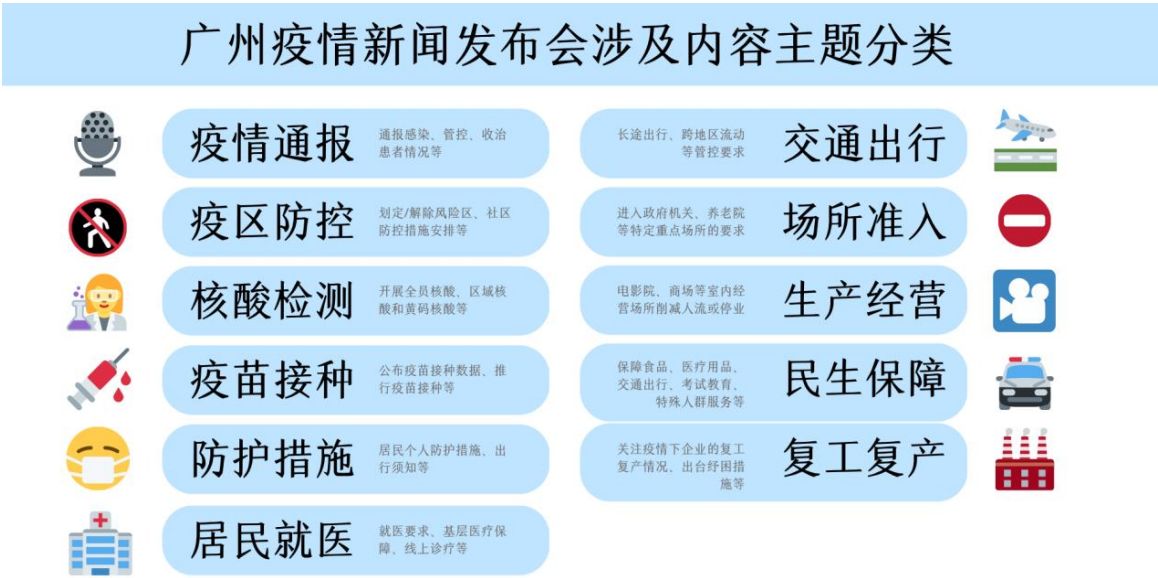 广州疫情新闻发布会涉及内容主题分类
疫情通报
通报感染、管控、收治
患者情况等
疫区防控
划定/解除风险区、社区
防控措施安排等
核酸检测
开展全员核酸、区域核
酸和黄码核酸等
疫苗接种
公布疫苗接种数据、推
行疫苗接种等
防护措施
居民个人防护措施、出
行须知等
居民就医
就医要求、基层医疗保
障、线上诊疗等
长途出行、跨地区流动
等管控要求
交通出行
进入政府机关、养老院
等特定重点场所的要求
场所准入
电影院、商场等室内经
营场所削减人流或停业
生产经营
保障食品、医疗用品、
交通出行、考试教育、
特殊人群服务等
民生保障
关注疫情下企业的复工
复产情况、出台纾困措
施等
复工复产